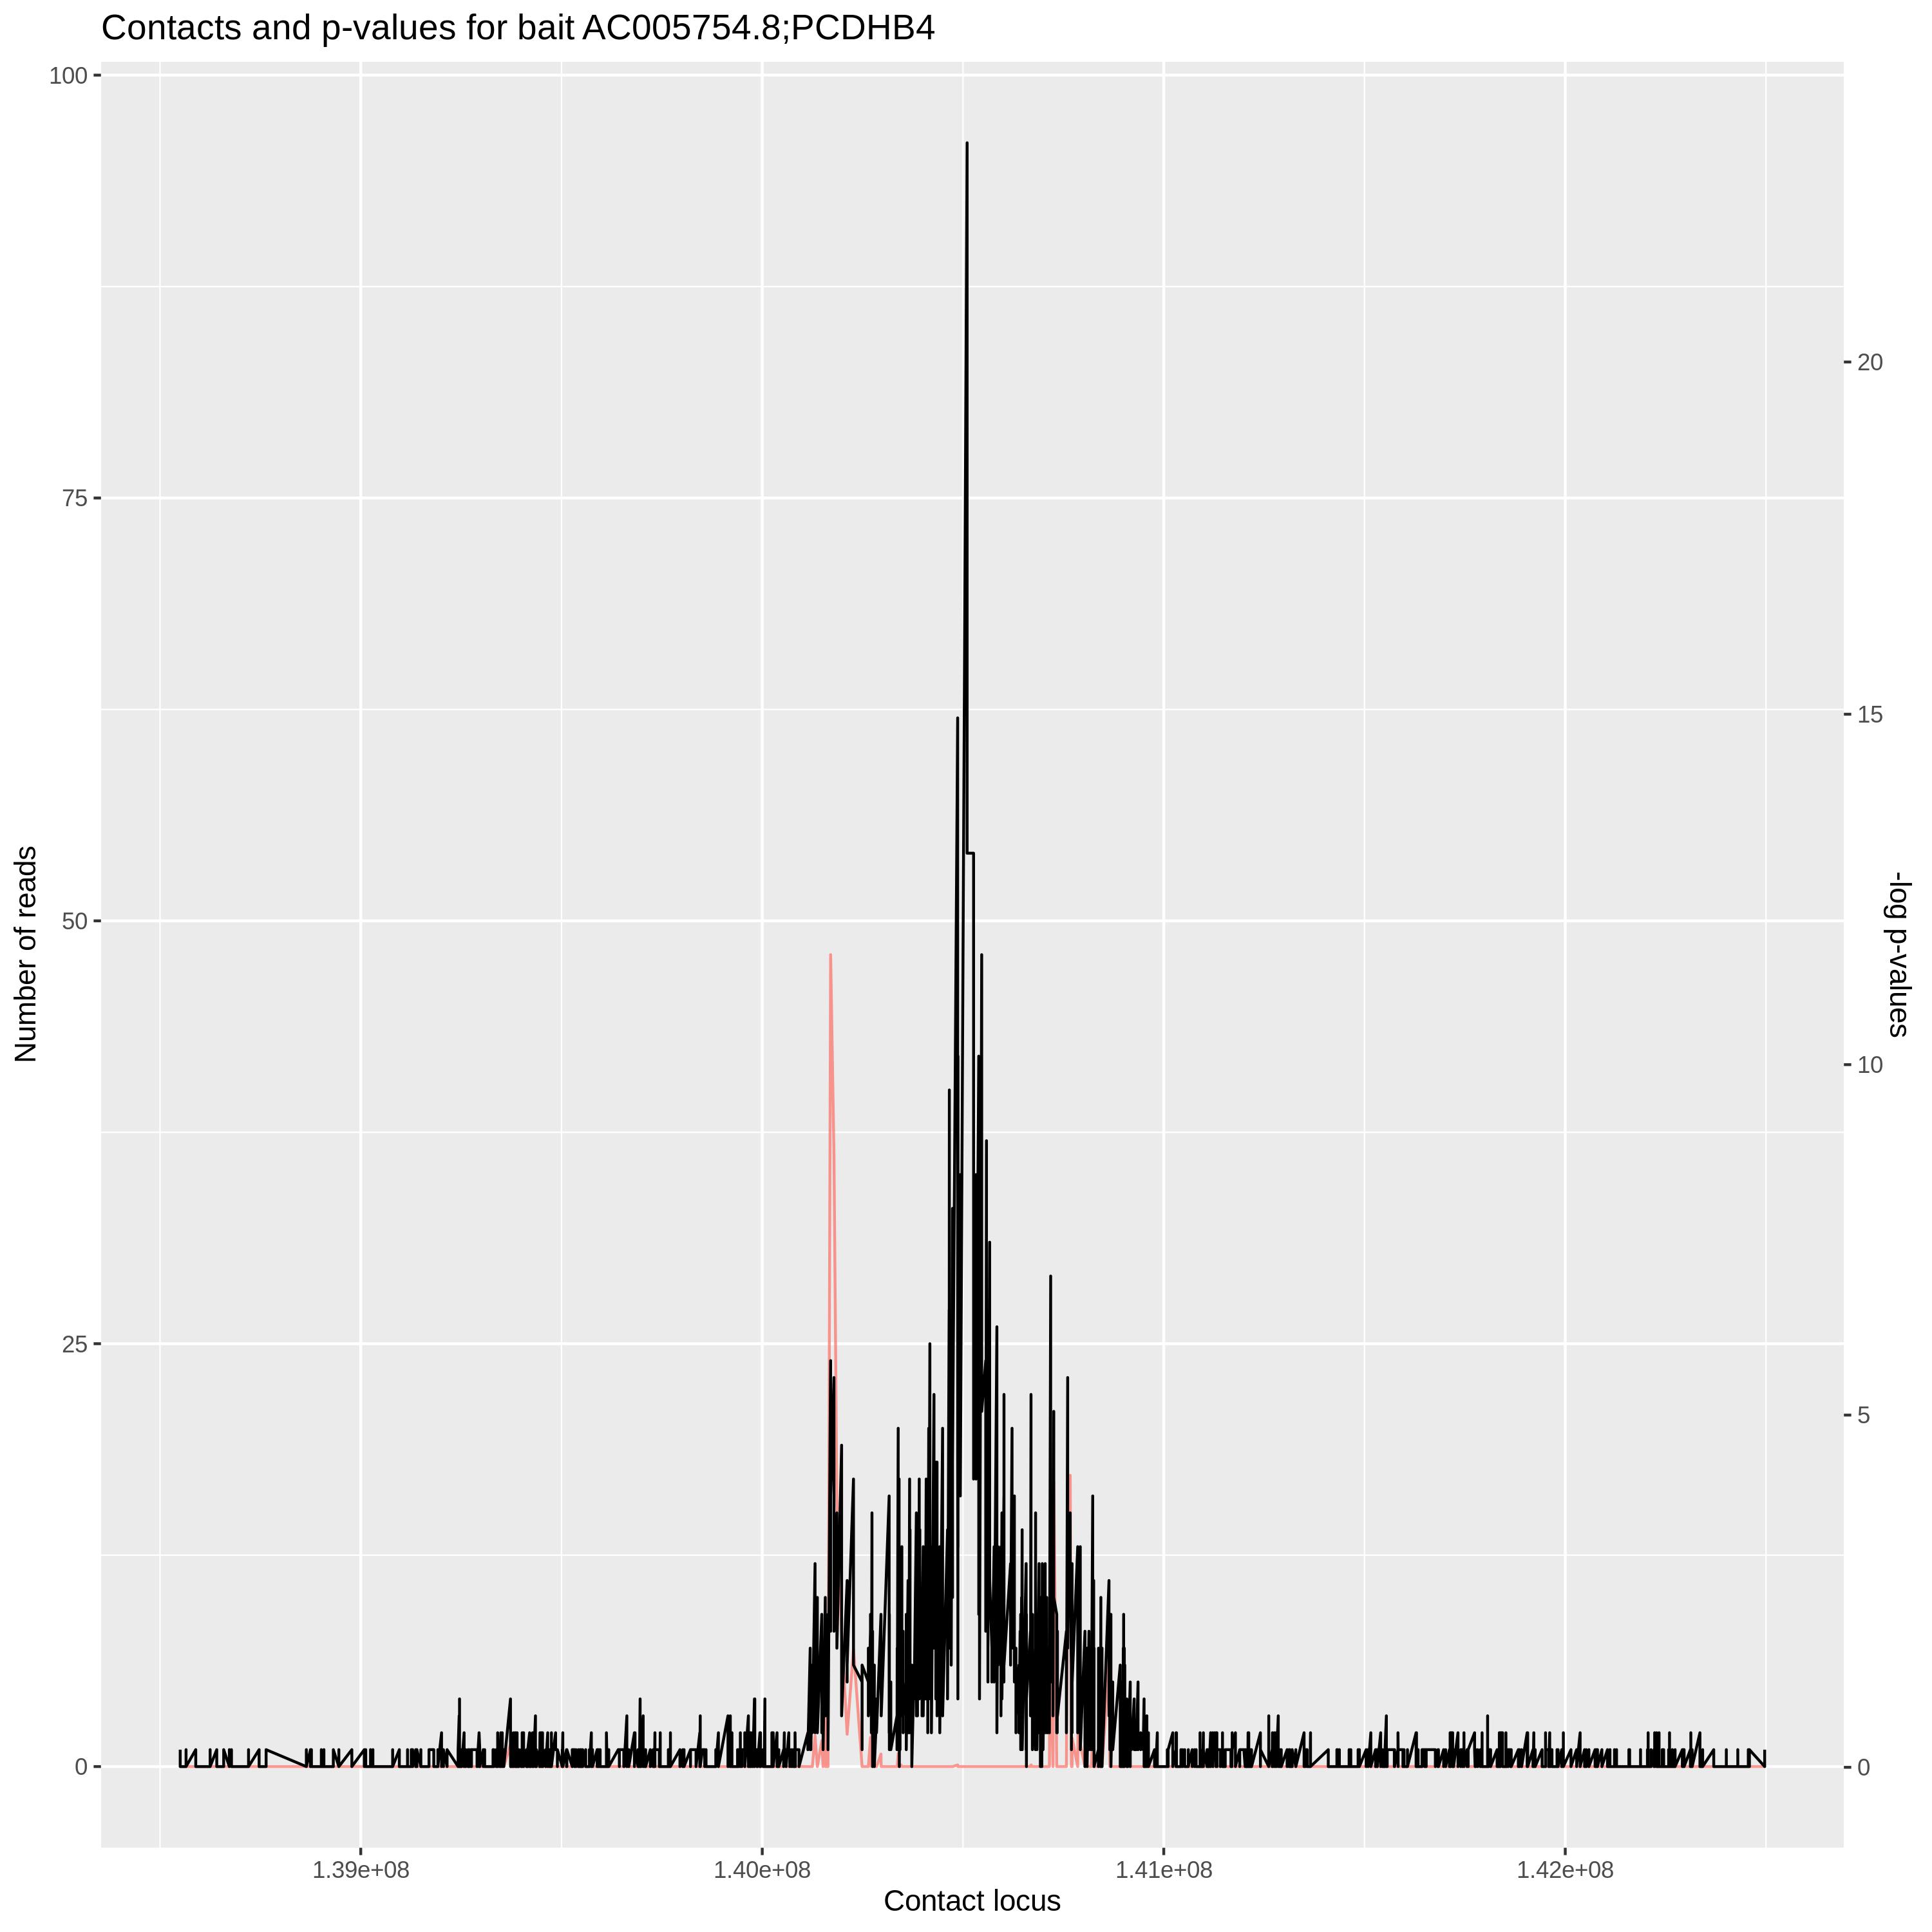 Contacts and p-values for bait AC005754.8;PCDHB4
100
75
50
25
0
Number of reads
20
15
10
5
0
-log p-values
1.39e+08
1.40e+08
1.41e+08
1.42e+08
Contact locus